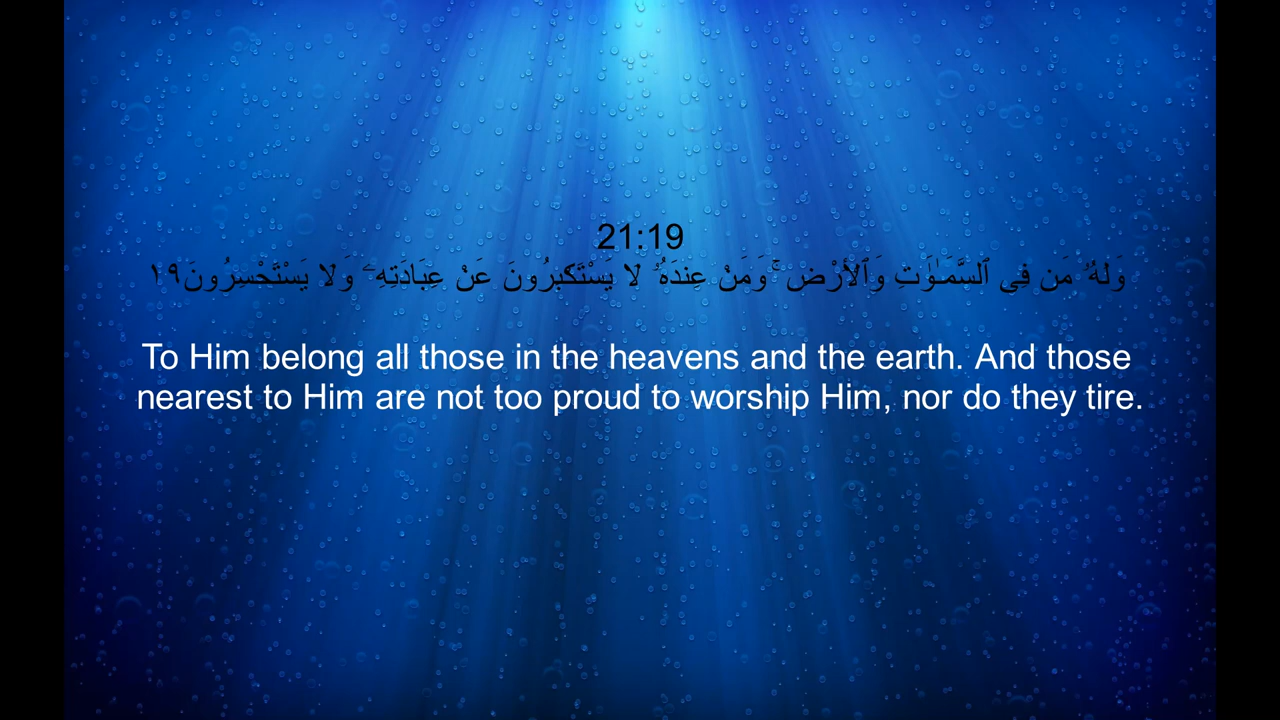 21:19
وَلَهُۥ مَن فِى ٱلسَّمَـٰوَٰتِ وَٱلْأَرْضِ ۚ وَمَنْ عِندَهُۥ لَا يَسْتَكْبِرُونَ عَنْ عِبَادَتِهِۦ وَلَا يَسْتَحْسِرُونَ ١٩
To Him belong all those in the heavens and the earth. And those
nearest to Him are not too proud to worship Him, nor do they tire.